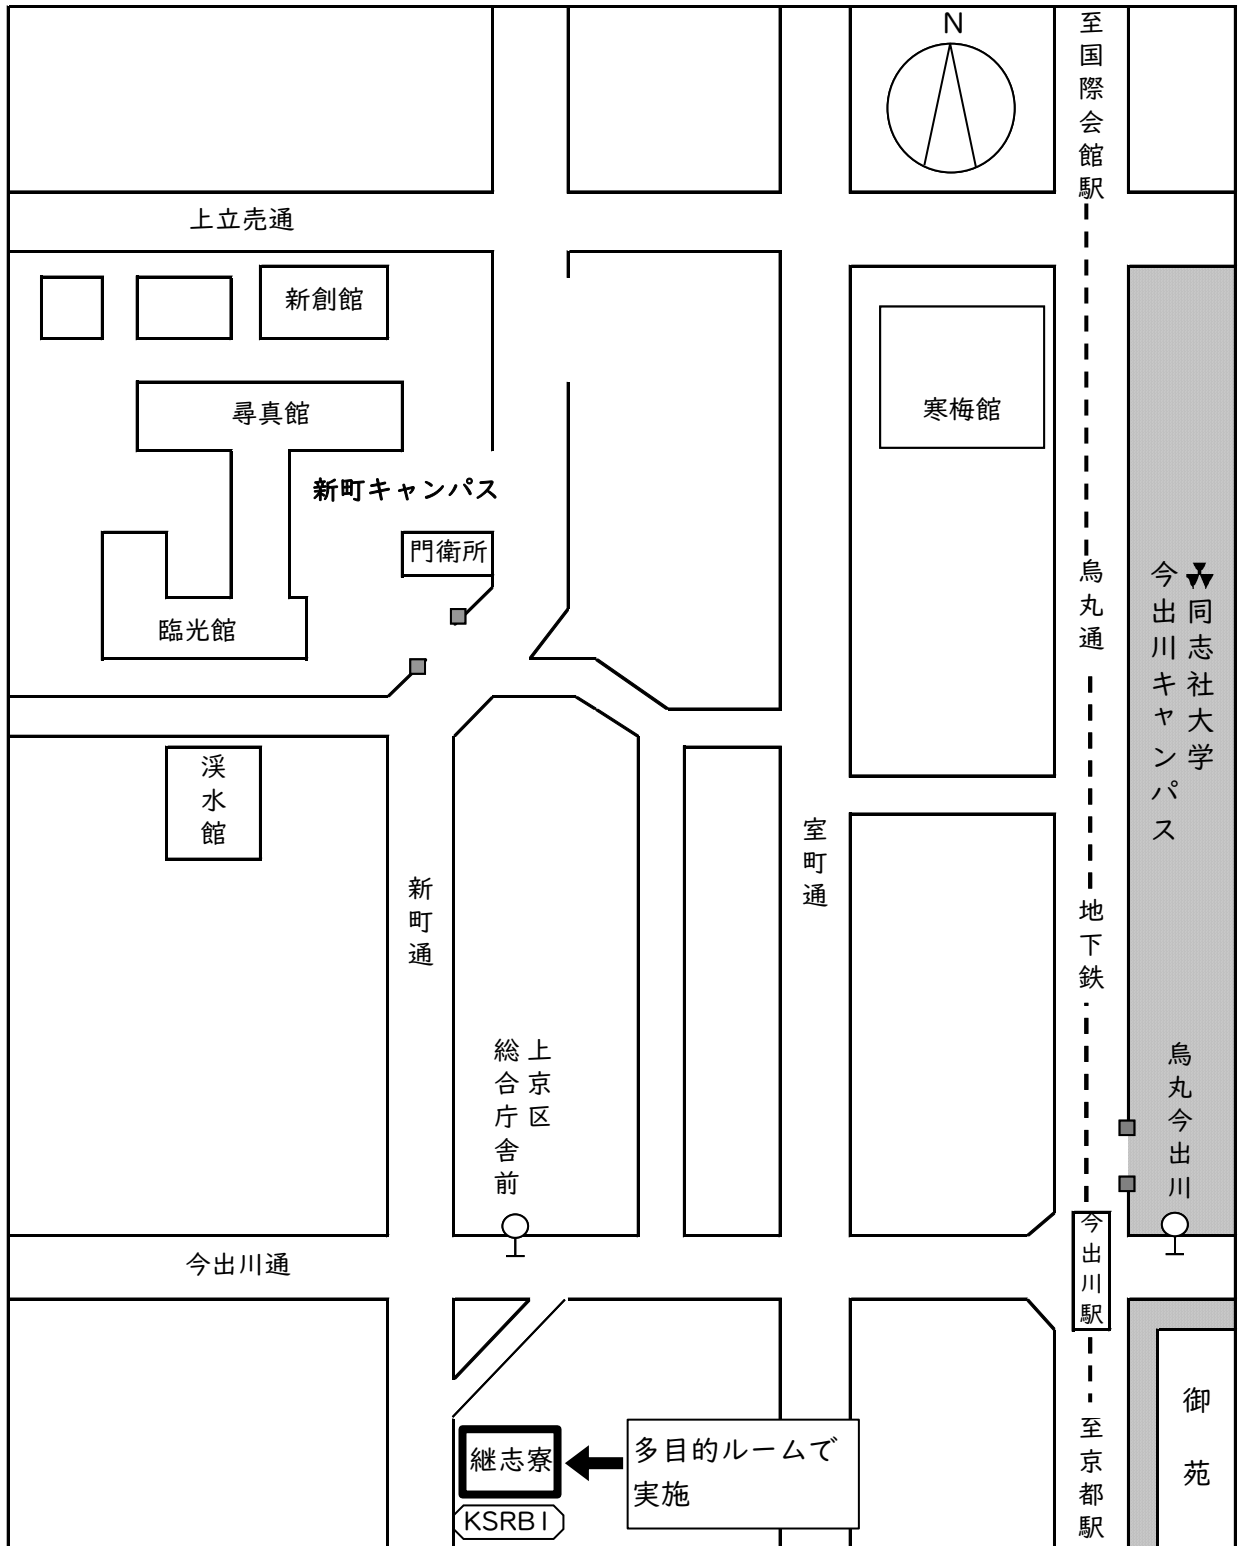 N
至国際会館駅
上立売通
新創館
尋真館
寒梅館
新町キャンパス
門衛所
臨光館
烏丸通
同志社大学
今出川キャンパス
渓水館
室町通
新町通
地下鉄
上京区
総合庁舎前
烏丸今出川
今出川通
今出川駅
御苑
至京都駅
継志寮
多目的ルームで
実施
KSRB1